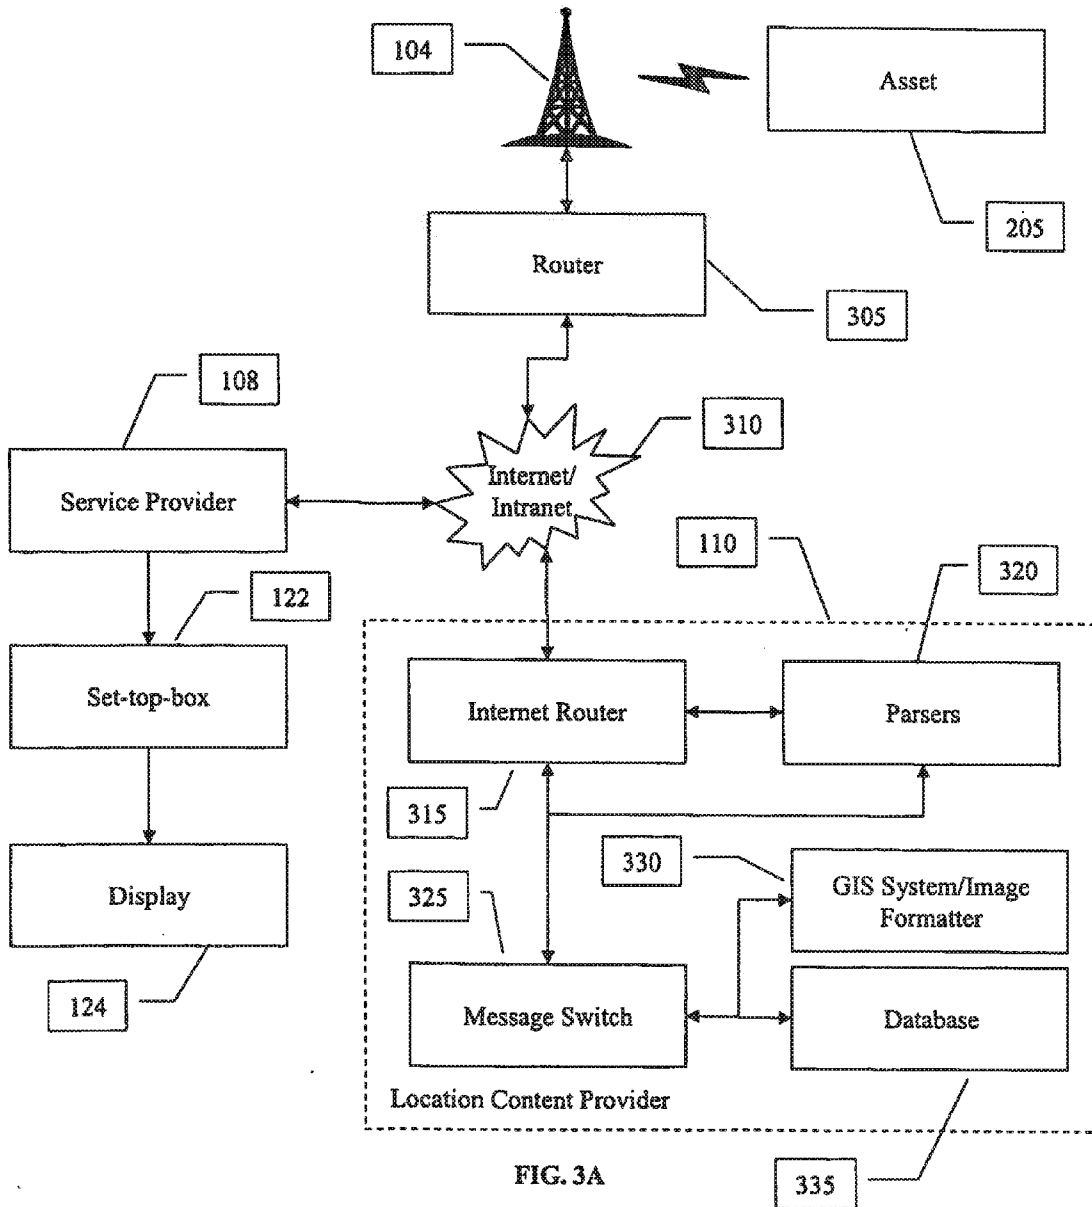 104
Asset
205
Router
305
108
310
Internet/
Intranet
Service Provider
110
320
122
Set-top-box
Internet Router
Parsers
315
330
GIS System/Image
Formatter
Display
325
124
Message Switch
Database
Location Content Provider
FIG. 3A
335